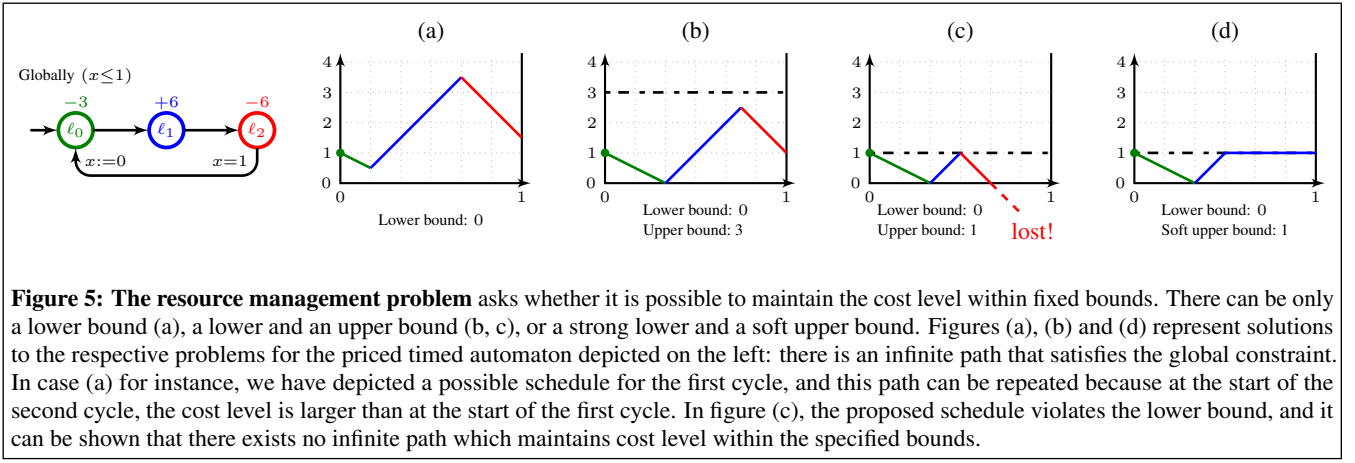 (a) (b) (c) (d)
Globally (x≤1)
−3 +6 −6
ℓ0 ℓ1 ℓ2
x:=0 x=1
4 3 2 1 0
0 1
Lower bound: 0
4 3 2 1 0
0 1
Lower bound: 0
Upper bound: 3
4 3 2 1 0
0 1
Lower bound: 0
Upper bound: 1
lost!
4 3 2 1 0
0 1
Lower bound: 0
Soft upper bound: 1
Figure 5: The resource management problem asks whether it is possible to maintain the cost level within fixed bounds. There can be only
a lower bound (a), a lower and an upper bound (b, c), or a strong lower and a soft upper bound. Figures (a), (b) and (d) represent solutions
to the respective problems for the priced timed automaton depicted on the left: there is an infinite path that satisfies the global constraint.
In case (a) for instance, we have depicted a possible schedule for the first cycle, and this path can be repeated because at the start of the
second cycle, the cost level is larger than at the start of the first cycle. In figure (c), the proposed schedule violates the lower bound, and it
can be shown that there exists no infinite path which maintains cost level within the specified bounds.